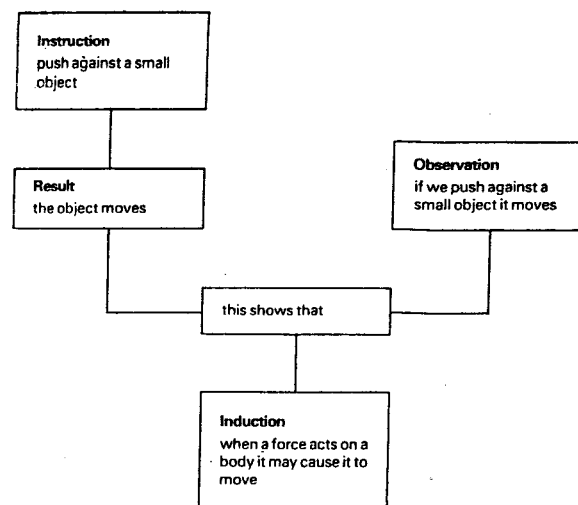 Instruction
push against a small
object
Result
the object moves
Observation
if we push against a
small object it moves
this shows that
Induction
when a force acts on a
body it may cause it to
move